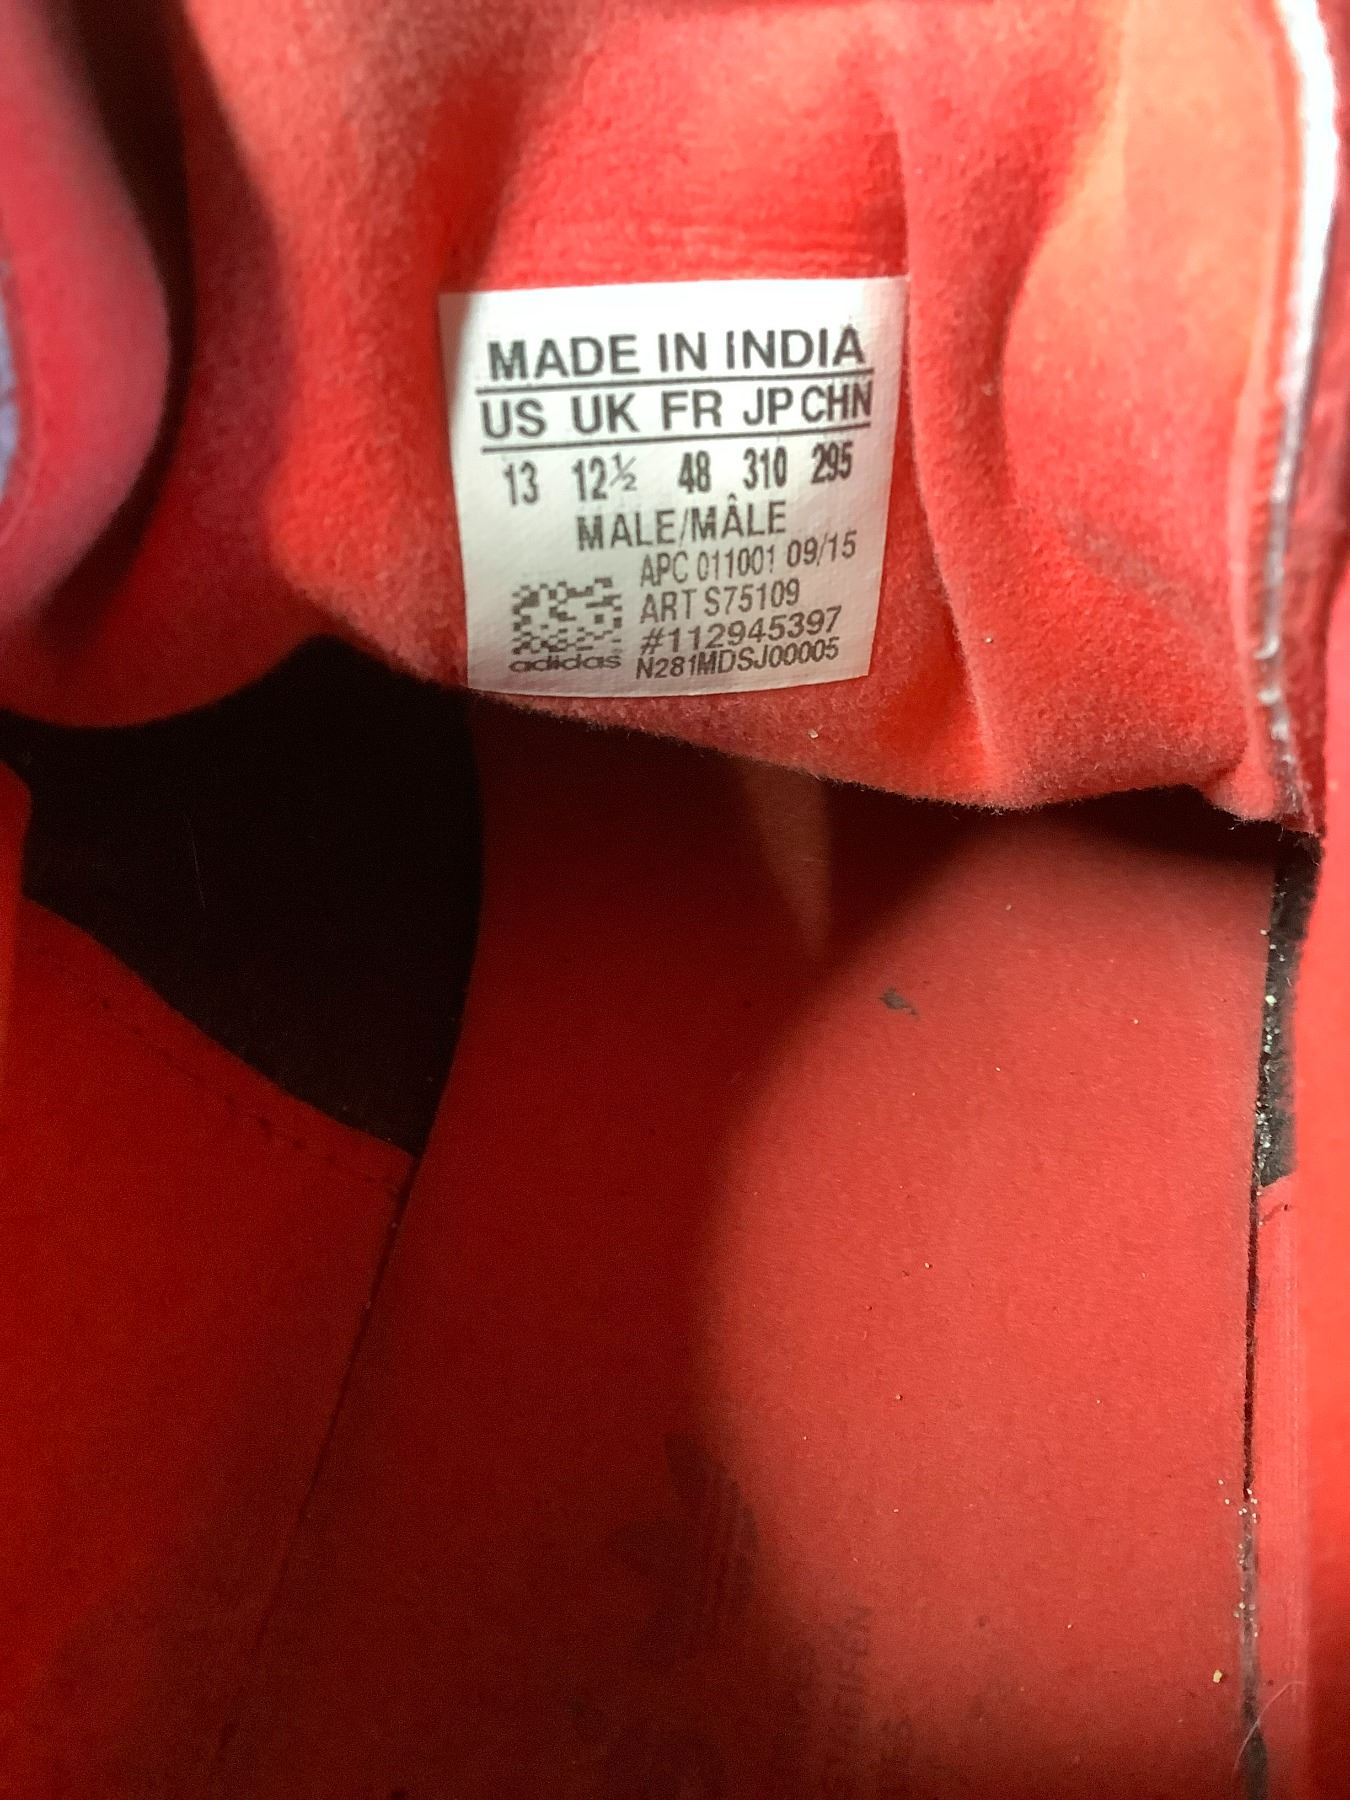 MADE IN INDIA
US UK FR JP CHN
13 12½ 48 310 295
MALE/MÂLE
APC 011001 09/15
ART S75109
#112945397
adidas N281MDSJ00005